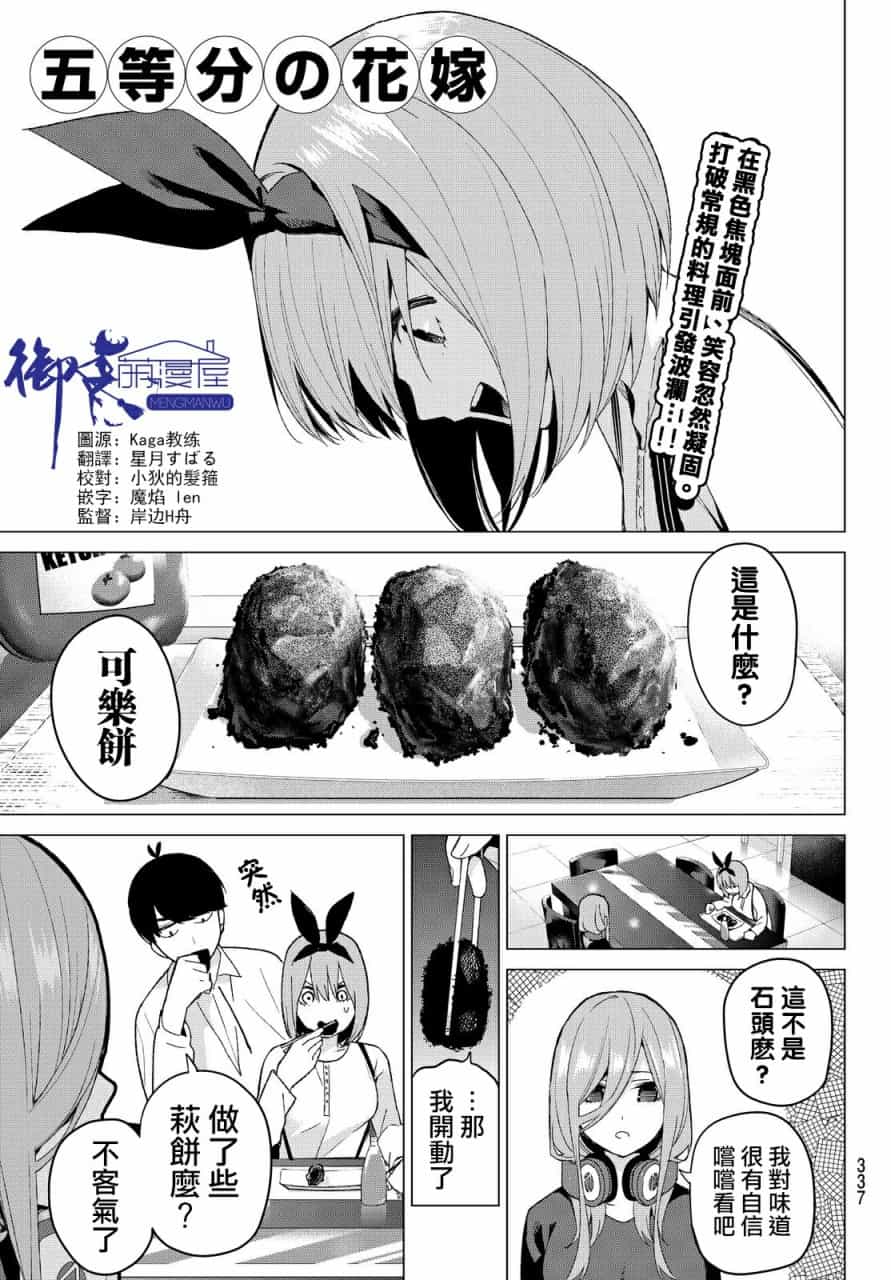 五等分の花嫁
在黑色焦塊面前、笑容忽然凝固。
打破常規的料理引發波瀾…!!
御宅萌漫屋
MENGMANWU
圖源：Kaga教练
翻譯：星月すばる
校對：小狄的髮箍
嵌字：魔焰 len
監督：岸边H舟
KETCH
這是什麼？
可樂餅
這不是
石頭麽？
我對味道
很有自信
嚐嚐看吧
…那
我開動了
突然
做了些
萩餅麼？
不客氣了
337